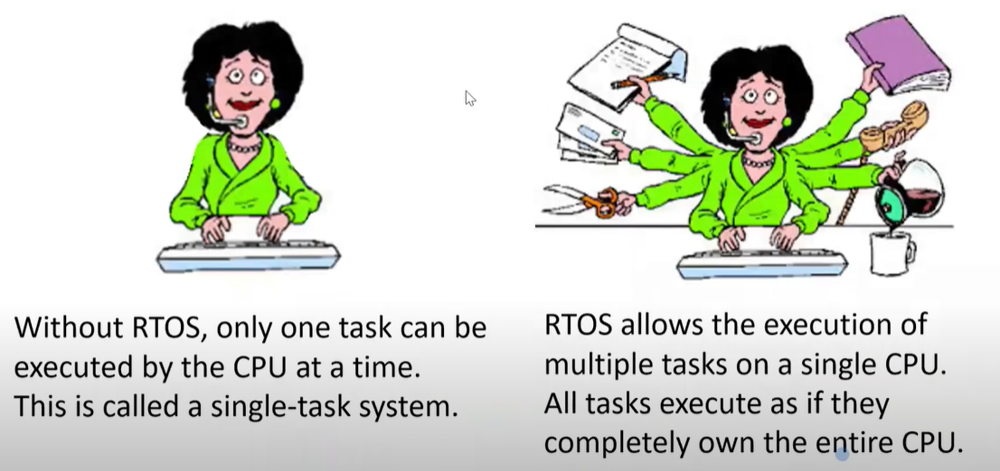 Without RTOS, only one task can be
executed by the CPU at a time.
This is called a single-task system.
RTOS allows the execution of
multiple tasks on a single CPU.
All tasks execute as if they
completely own the entire CPU.